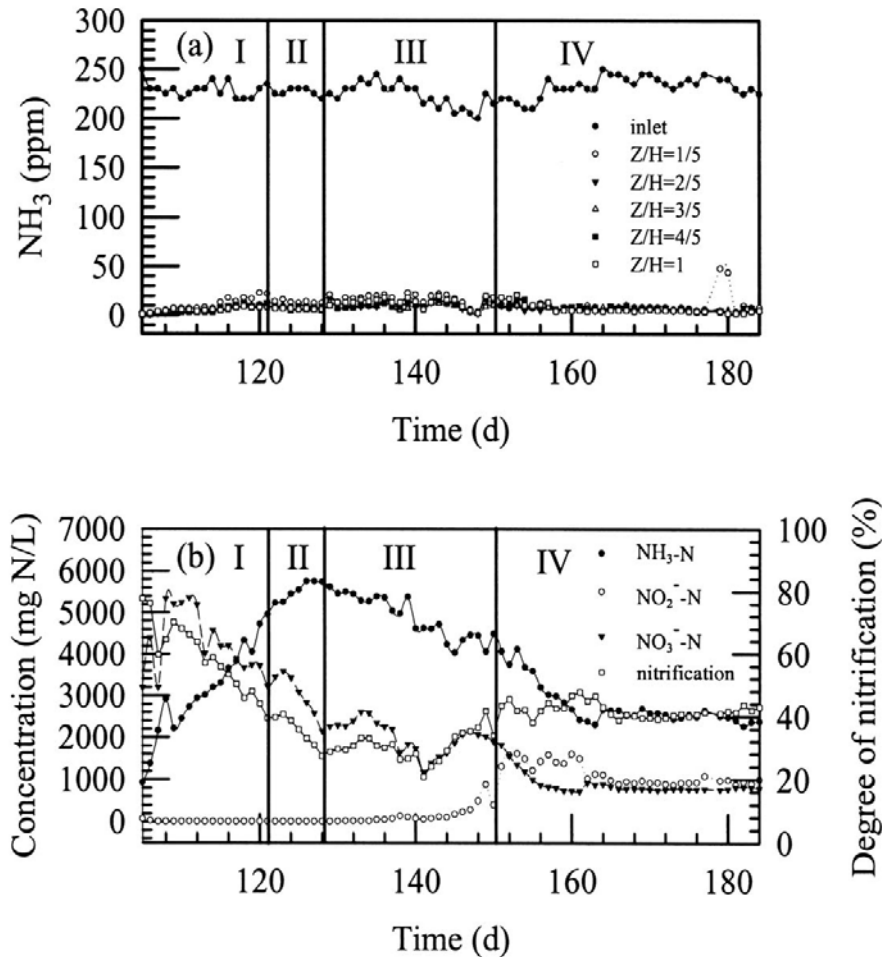 (a) I II III IV
300
250
200
150
100
50
0
NH3 (ppm)
inlet
Z/H=1/5
Z/H=2/5
Z/H=3/5
Z/H=4/5
Z/H=1
120 140 160 180
Time (d)
(b) I II III IV
7000
6000
5000
4000
3000
2000
1000
0
Concentration (mg N/L)
NH3-N
NO2--N
NO3--N
nitrification
100
80
60
40
20
0
Degree of nitrification (%)
120 140 160 180
Time (d)